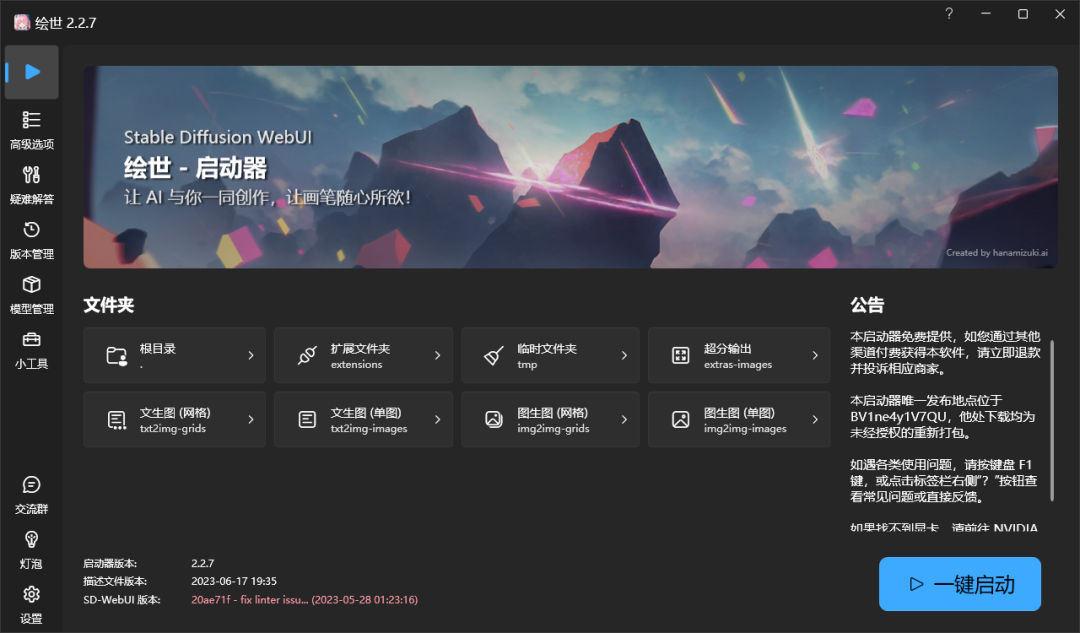 绘世 2.2.7
?
高级选项
疑难解答
版本管理
模型管理
小工具
交流群
灯泡
设置
Stable Diffusion WebUI
绘世 - 启动器
让 AI 与你一同创作，让画笔随心所欲！
Created by hanamizuki.ai
文件夹
根目录
.
扩展文件夹
extensions
临时文件夹
tmp
超分输出
extras-images
文生图 (网格)
txt2img-grids
文生图 (单图)
txt2img-images
图生图 (网格)
img2img-grids
图生图 (单图)
img2img-images
公告
本启动器免费提供，如您通过其他
渠道付费获得本软件，请立即退款
并投诉相应商家。
本启动器唯一发布地点位于
BV1ne4y1V7QU，他处下载均为
未经授权的重新打包。
如遇各类使用问题，请按键盘 F1
键，或点击标签栏右侧“？”按钮查
看常见问题或直接反馈。
如果找不到显卡，请前往 NVIDIA
启动器版本: 2.2.7
描述文件版本: 2023-06-17 19:35
SD-WebUI 版本: 20ae71f - fix linter issu... (2023-05-28 01:23:16)
一键启动